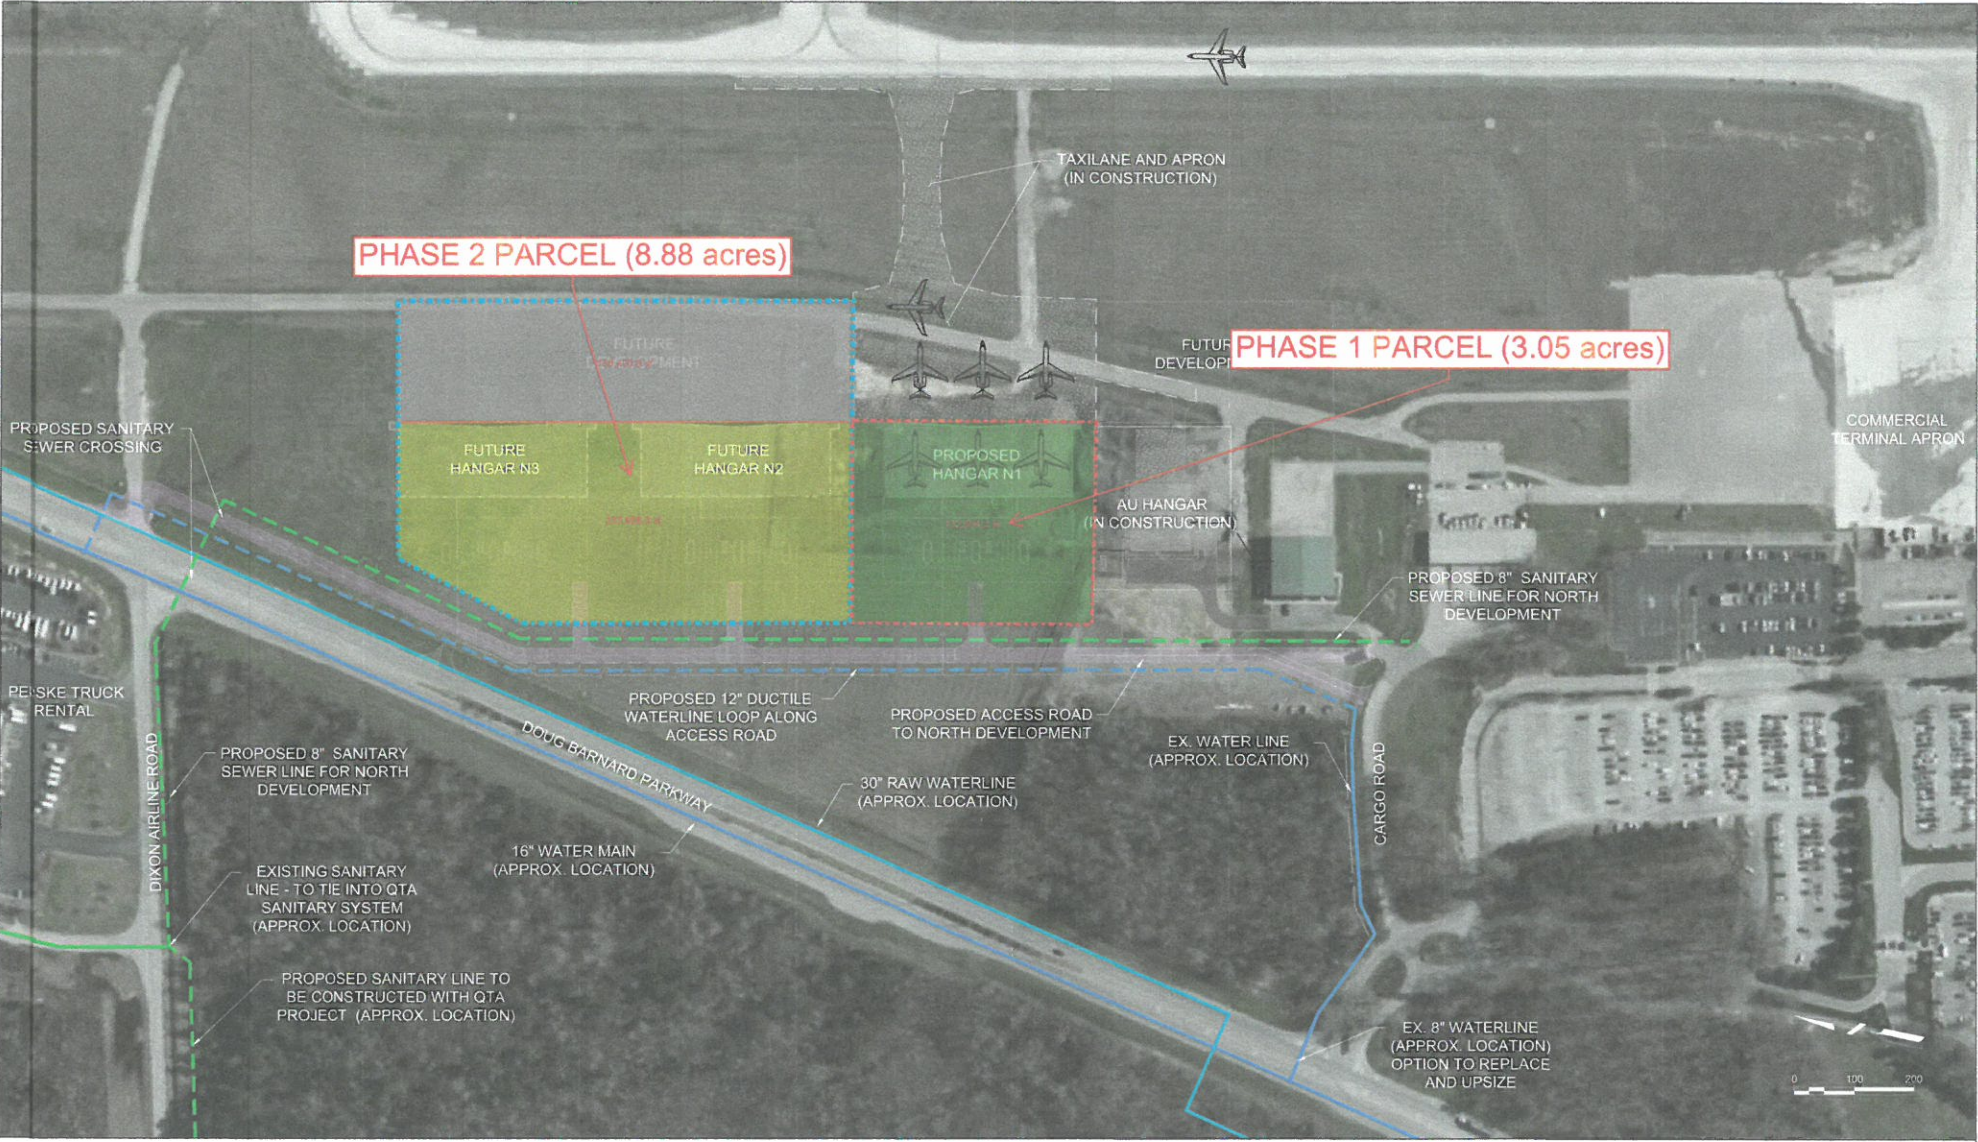 TAXILANE AND APRON
(IN CONSTRUCTION)
PHASE 2 PARCEL (8.88 acres)
FUTURE
DEVELOPMENT
FUTUR
DEVELOP
PHASE 1 PARCEL (3.05 acres)
PROPOSED SANITARY
SEWER CROSSING
FUTURE
HANGAR N3
FUTURE
HANGAR N2
PROPOSED
HANGAR N1
COMMERCIAL
TERMINAL APRON
AU HANGAR
(IN CONSTRUCTION)
PROPOSED 8" SANITARY
SEWER LINE FOR NORTH
DEVELOPMENT
PENSKE TRUCK
RENTAL
PROPOSED 12" DUCTILE
WATERLINE LOOP ALONG
ACCESS ROAD
PROPOSED ACCESS ROAD
TO NORTH DEVELOPMENT
EX. WATER LINE
(APPROX. LOCATION)
DOUG BARNARD PARKWAY
PROPOSED 8" SANITARY
SEWER LINE FOR NORTH
DEVELOPMENT
DIXON AIRLINE ROAD
30" RAW WATERLINE
(APPROX. LOCATION)
CARGO ROAD
16" WATER MAIN
(APPROX. LOCATION)
EXISTING SANITARY
LINE - TO TIE INTO QTA
SANITARY SYSTEM
(APPROX. LOCATION)
PROPOSED SANITARY LINE TO
BE CONSTRUCTED WITH QTA
PROJECT (APPROX. LOCATION)
EX. 8" WATERLINE
(APPROX. LOCATION)
OPTION TO REPLACE
AND UPSIZE
0 100 200